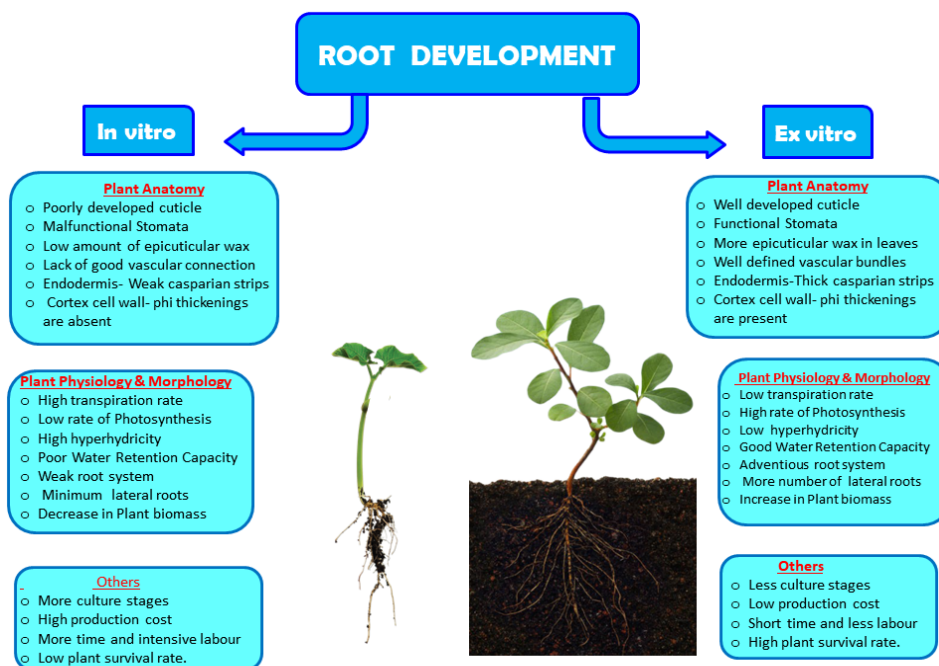 ROOT DEVELOPMENT
In vitro
Plant Anatomy
o Poorly developed cuticle
o Malfunctional Stomata
o Low amount of epicuticular wax
o Lack of good vascular connection
o Endodermis- Weak casparian strips
o Cortex cell wall- phi thickenings
are absent
Plant Physiology & Morphology
o High transpiration rate
o Low rate of Photosynthesis
o High hyperhydricity
o Poor Water Retention Capacity
o Weak root system
o Minimum lateral roots
o Decrease in Plant biomass
Others
o More culture stages
o High production cost
o More time and intensive labour
o Low plant survival rate.
Ex vitro
Plant Anatomy
o Well developed cuticle
o Functional Stomata
o More epicuticular wax in leaves
o Well defined vascular bundles
o Endodermis-Thick casparian strips
o Cortex cell wall- phi thickenings
are present
Plant Physiology & Morphology
o Low transpiration rate
o High rate of Photosynthesis
o Low hyperhydricity
o Good Water Retention Capacity
o Adventious root system
o More number of lateral roots
o Increase in Plant biomass
Others
o Less culture stages
o Low production cost
o Short time and less labour
o High plant survival rate.